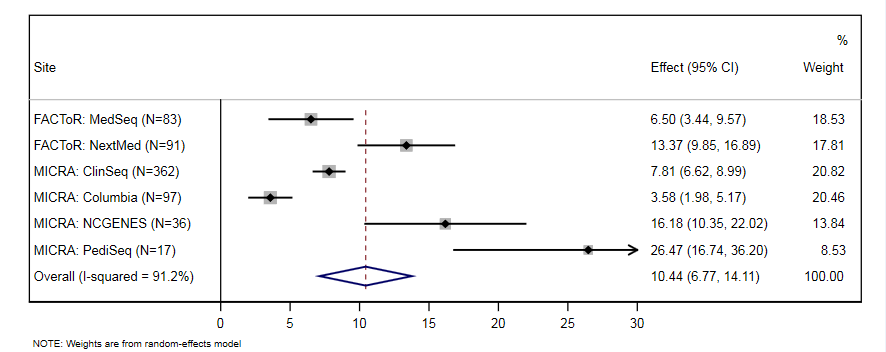 %
Site Effect (95% CI) Weight
FACToR: MedSeq (N=83) 6.50 (3.44, 9.57) 18.53
FACToR: NextMed (N=91) 13.37 (9.85, 16.89) 17.81
MICRA: ClinSeq (N=362) 7.81 (6.62, 8.99) 20.82
MICRA: Columbia (N=97) 3.58 (1.98, 5.17) 20.46
MICRA: NCGENES (N=36) 16.18 (10.35, 22.02) 13.84
MICRA: PediSeq (N=17) 26.47 (16.74, 36.20) 8.53
Overall (I-squared = 91.2%) 10.44 (6.77, 14.11) 100.00
0 5 10 15 20 25 30
NOTE: Weights are from random-effects model